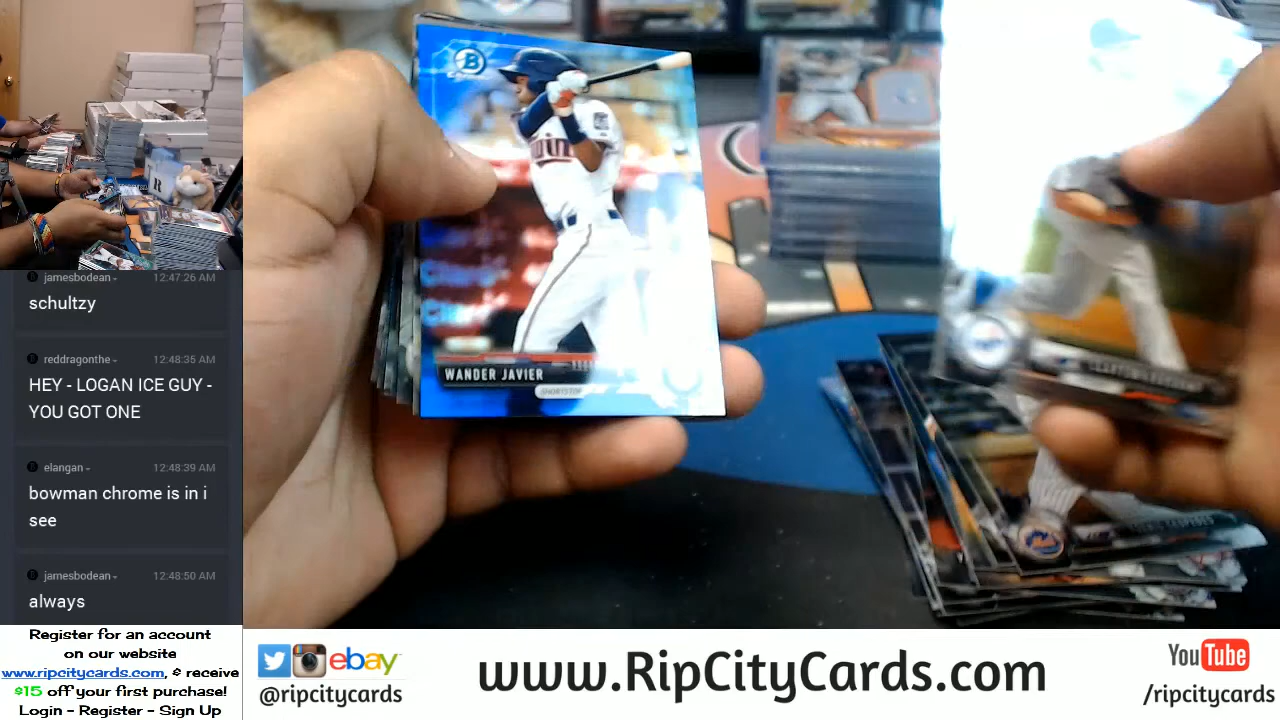 jamesbodean 12:47:26 AM
schultzy
reddragonthe 12:48:35 AM
HEY - LOGAN ICE GUY -
YOU GOT ONE
elangan 12:48:39 AM
bowman chrome is in i
see
jamesbodean 12:48:50 AM
always
Register for an account
on our website
www.ripcitycards.com, & receive
$15 off your first purchase!
Login - Register - Sign Up
B
WANDER JAVIER
SHORTSTOP
ebay
@ripcitycards
www.RipCityCards.com
YouTube
/ripcitycards